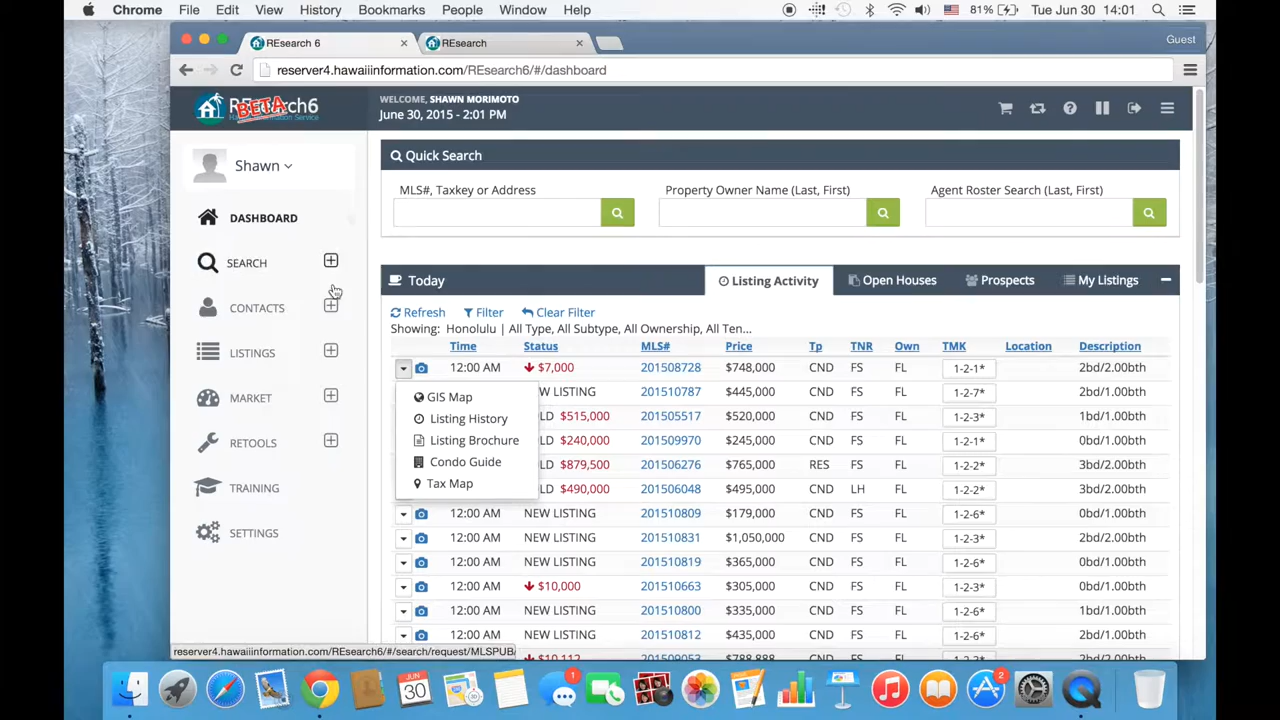 Chrome File Edit View History Bookmarks People Window Help 81% Tue Jun 30 14:01
REsearch 6 REsearch Guest
reserver4.hawaiiinformation.com/REsearch6/#/dashboard
REsearch6
BETA
WELCOME, SHAWN MORIMOTO
June 30, 2015 - 2:01 PM
Shawn
DASHBOARD
SEARCH
CONTACTS
LISTINGS
MARKET
RETOOLS
TRAINING
SETTINGS
Quick Search
MLS#, Taxkey or Address Property Owner Name (Last, First) Agent Roster Search (Last, First)
Today Listing Activity Open Houses Prospects My Listings
Refresh Filter Clear Filter
Showing: Honolulu | All Type, All Subtype, All Ownership, All Ten...
Time Status MLS# Price Tp TNR Own TMK Location Description
12:00 AM $7,000 201508728 $748,000 CND FS FL 1-2-1* 2bd/2.00bth
GIS Map
Listing History
Listing Brochure
Condo Guide
Tax Map
W LISTING 201510787 $445,000 CND FS FL 1-2-7* 2bd/1.00bth
LD $515,000 201505517 $520,000 CND FS FL 1-2-3* 1bd/1.00bth
LD $240,000 201509970 $245,000 CND FS FL 1-2-1* 0bd/1.00bth
LD $879,500 201506276 $765,000 RES FS FL 1-2-2* 3bd/2.00bth
LD $490,000 201506048 $495,000 CND LH FL 1-2-2* 3bd/2.00bth
12:00 AM NEW LISTING 201510809 $179,000 CND FS FL 1-2-6* 0bd/1.00bth
12:00 AM NEW LISTING 201510831 $1,050,000 CND FS FL 1-2-3* 2bd/2.00bth
12:00 AM NEW LISTING 201510819 $365,000 CND FS FL 1-2-6* 0bd/1.00bth
12:00 AM $10,000 201510663 $305,000 CND FS FL 1-2-3* 0bd/1.00bth
12:00 AM NEW LISTING 201510800 $335,000 CND FS FL 1-2-6* 1bd/1.00bth
12:00 AM NEW LISTING 201510812 $435,000 CND FS FL 1-2-6* 2bd/1.00bth
reserver4.hawaiiinformation.com/REsearch6/#/search/request/MLSPUB
JUN
30
1
2